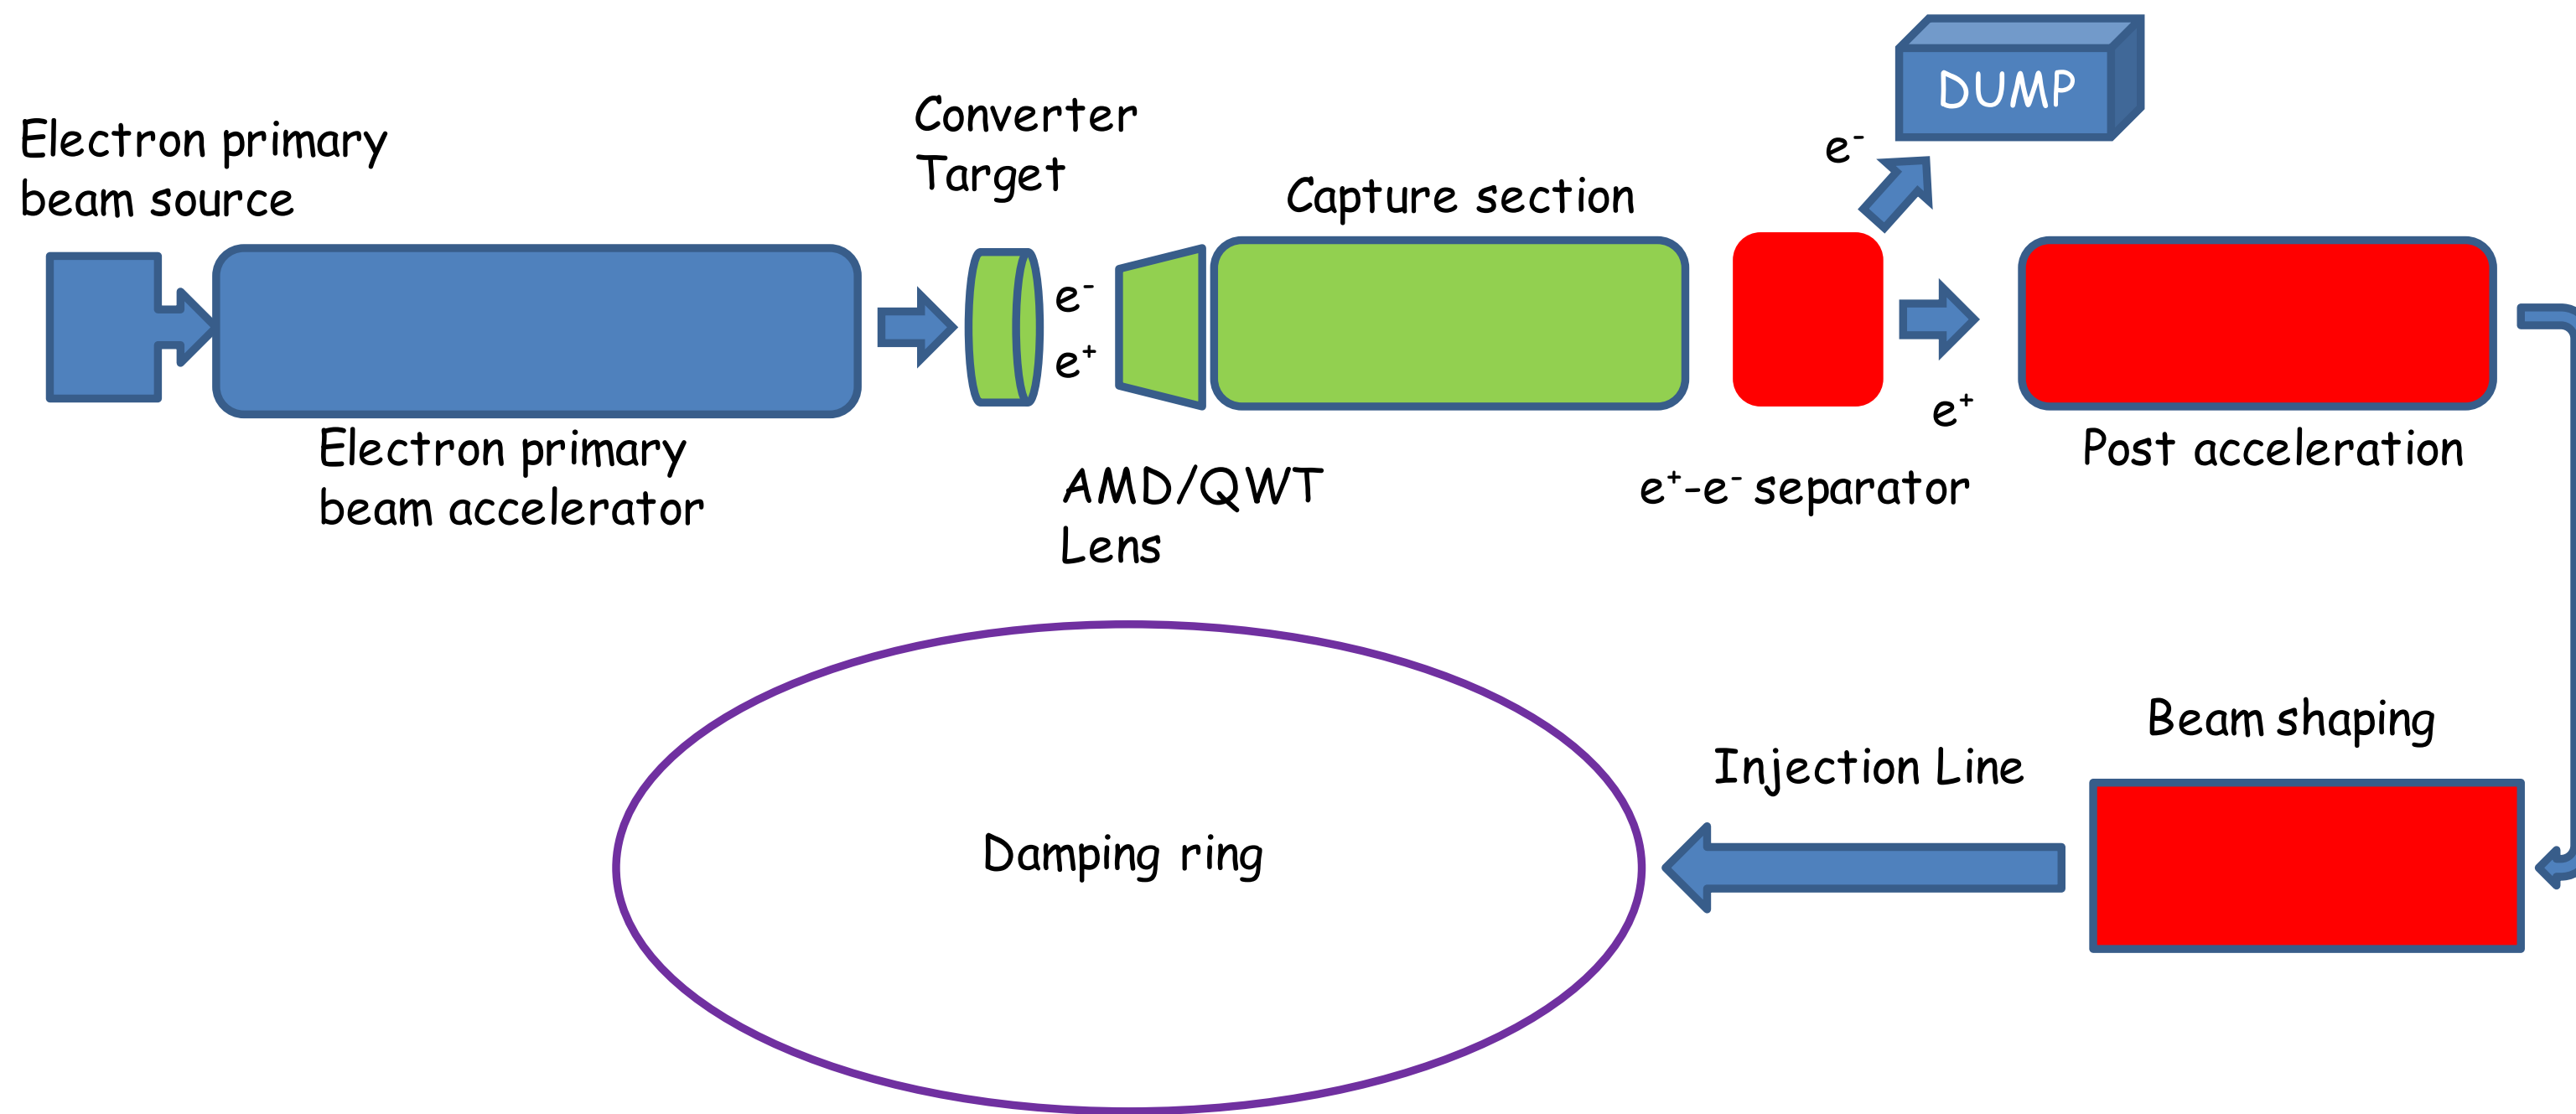 DUMP
Electron primary
beam source
Converter
Target
Capture section
e⁻
e⁻
e⁺
e⁺
Electron primary
beam accelerator
AMD/QWT
Lens
e⁺-e⁻ separator
Post acceleration
Beam shaping
Injection Line
Damping ring